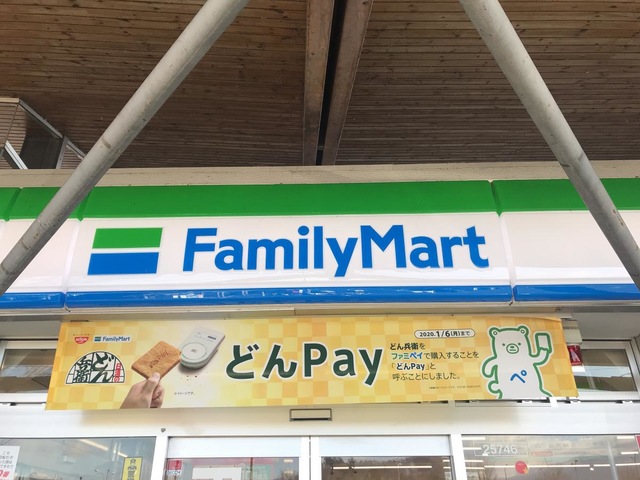 FamilyMart
NISSIN
FamilyMart
どん兵衛
どんPay
2020.1/6(月)まで
どん兵衛を
ファミペイで購入することを
「どんPay」と
呼ぶことにしました。
ペ
25746